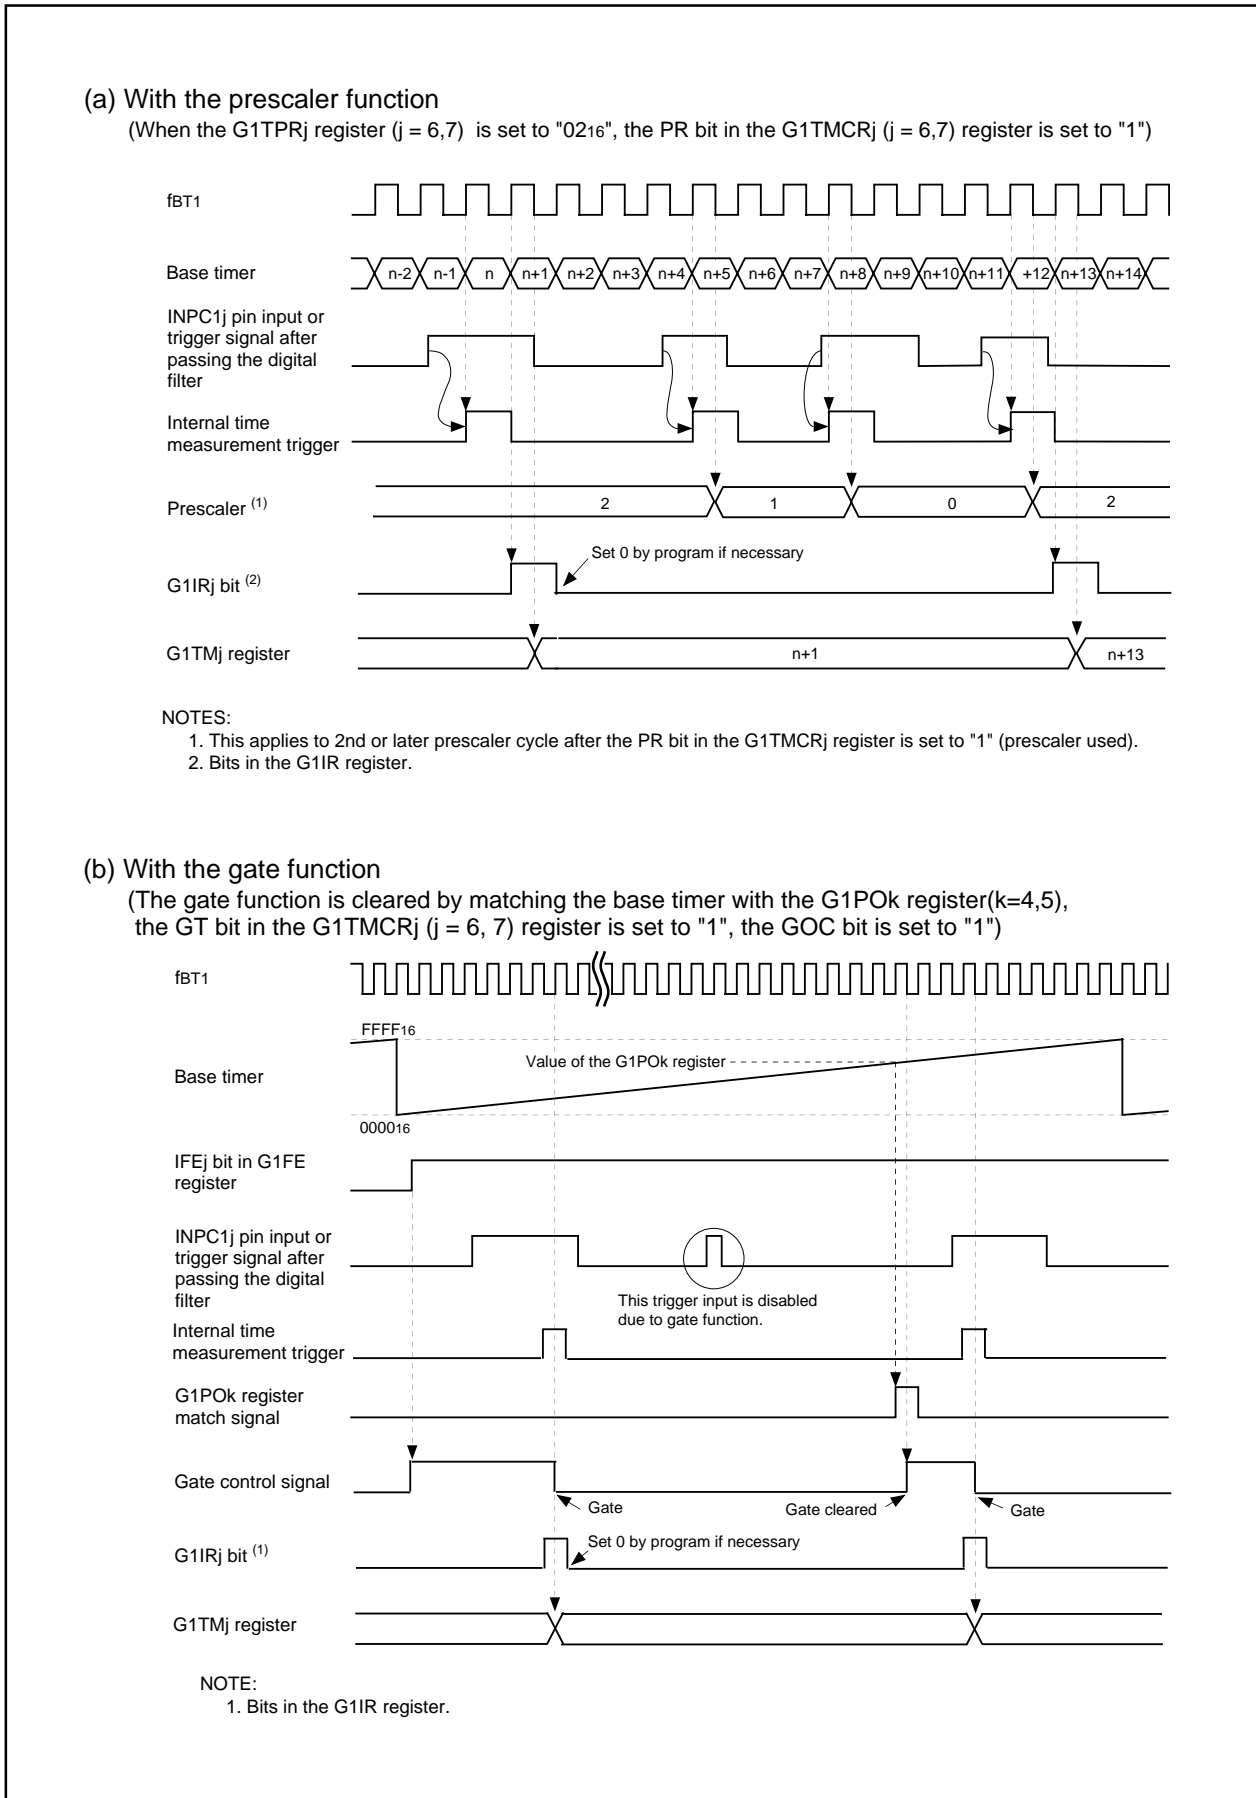 (a) With the prescaler function
(When the G1TPRj register (j = 6,7)  is set to "0216", the PR bit in the G1TMCRj (j = 6,7) register is set to "1")
fBT1
Base timer
n-2 n-1 n n+1 n+2 n+3 n+4 n+5 n+6 n+7 n+8 n+9 n+10 n+11 +12 n+13 n+14
INPC1j pin input or
trigger signal after
passing the digital
filter
Internal time
measurement trigger
Prescaler (1)
2 1 0 2
Set 0 by program if necessary
G1IRj bit (2)
G1TMj register
n+1 n+13
NOTES:
1. This applies to 2nd or later prescaler cycle after the PR bit in the G1TMCRj register is set to "1" (prescaler used).
2. Bits in the G1IR register.
(b) With the gate function
(The gate function is cleared by matching the base timer with the G1POk register(k=4,5),
the GT bit in the G1TMCRj (j = 6, 7) register is set to "1", the GOC bit is set to "1")
fBT1
FFFF16
Value of the G1POk register
Base timer
000016
IFEj bit in G1FE
register
INPC1j pin input or
trigger signal after
passing the digital
filter
This trigger input is disabled
due to gate function.
Internal time
measurement trigger
G1POk register
match signal
Gate control signal
Gate Gate cleared Gate
Set 0 by program if necessary
G1IRj bit (1)
G1TMj register
NOTE:
1. Bits in the G1IR register.